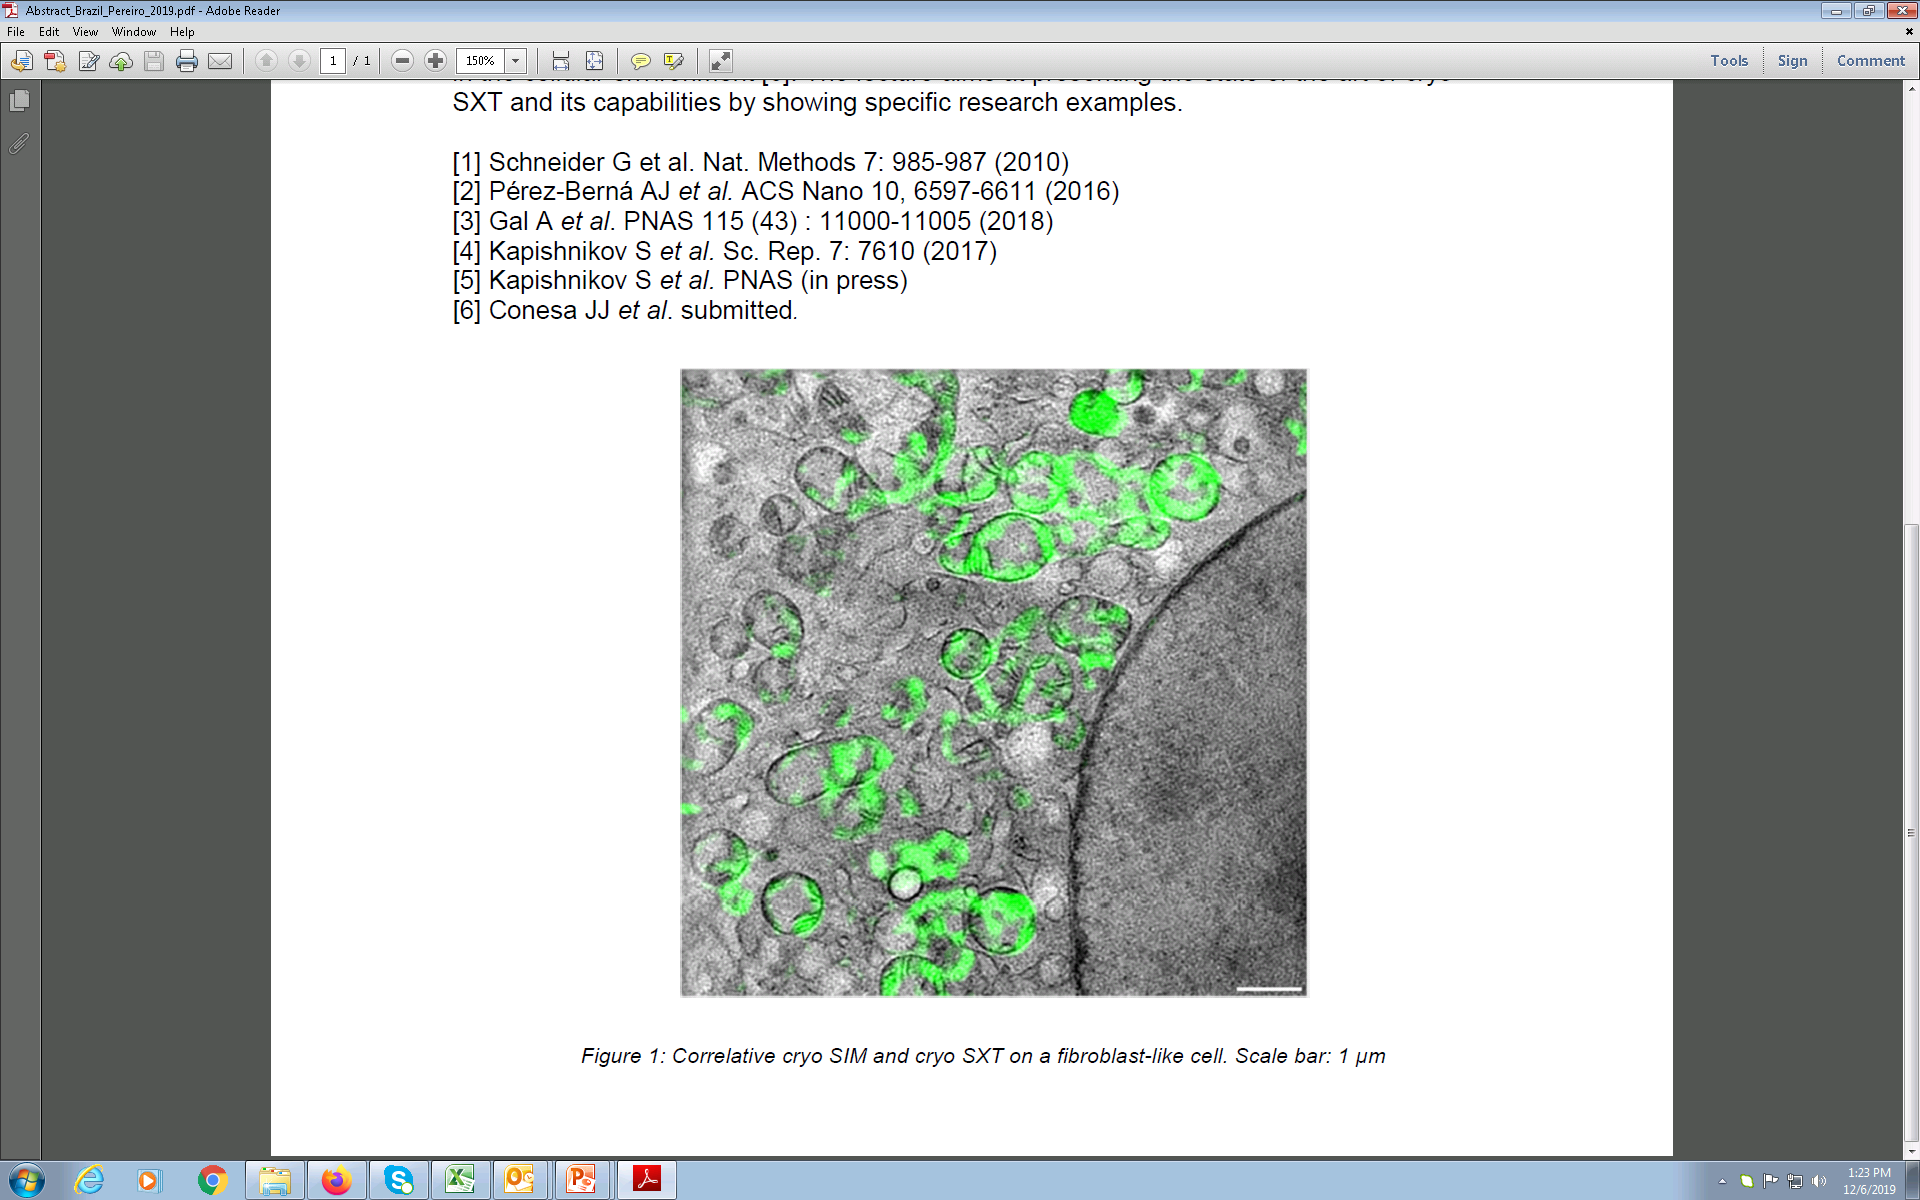 Abstract_Brazil_Pereiro_2019.pdf - Adobe Reader
File Edit View Window Help
1 / 1 150% Tools Sign Comment
SXT and its capabilities by showing specific research examples.
[1] Schneider G et al. Nat. Methods 7: 985-987 (2010)
[2] Pérez-Berná AJ et al. ACS Nano 10, 6597-6611 (2016)
[3] Gal A et al. PNAS 115 (43) : 11000-11005 (2018)
[4] Kapishnikov S et al. Sc. Rep. 7: 7610 (2017)
[5] Kapishnikov S et al. PNAS (in press)
[6] Conesa JJ et al. submitted.
Figure 1: Correlative cryo SIM and cryo SXT on a fibroblast-like cell. Scale bar: 1 μm
1:23 PM
12/6/2019